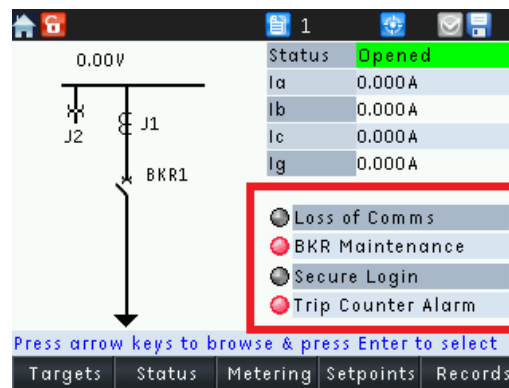 6 1
0.00V
J2 J1
BKR1
Status Opened
Ia 0.000A
Ib 0.000A
Ic 0.000A
Ig 0.000A
Loss of Comms
BKR Maintenance
Secure Login
Trip Counter Alarm
Press arrow keys to browse & press Enter to select
Targets Status Metering Setpoints Records